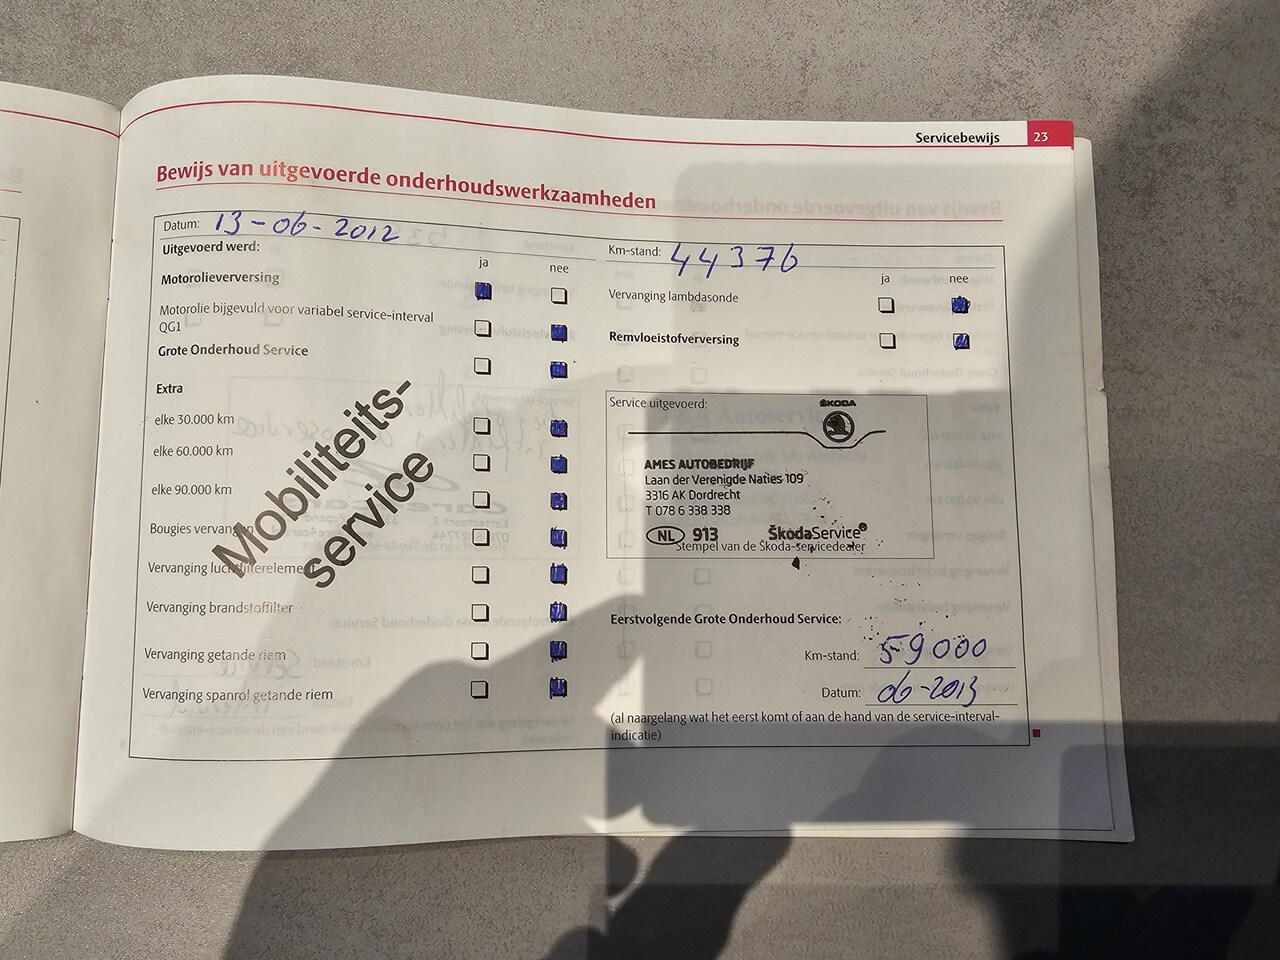 Servicebewijs 23
Bewijs van uitgevoerde onderhoudswerkzaamheden
Datum: 13-06-2012
Km-stand: 44376
Uitgevoerd werd:
ja nee
ja nee
Motorolieverversing
Motorolie bijgevuld voor variabel service-interval
QG1
Grote Onderhoud Service
Extra
elke 30.000 km
elke 60.000 km
elke 90.000 km
Bougies vervangen
Vervanging luchtfilterelement
Vervanging brandstoffilter
Vervanging getande riem
Vervanging spanrol getande riem
Mobiliteits-
service
Vervanging lambdasonde
Remvloeistofverversing
Service uitgevoerd:
ŠKODA
AMES AUTOBEDRIJF
Laan der Verenigde Naties 109
3316 AK Dordrecht
T 078 6 338 338
NL 913 ŠkodaService®
Stempel van de Škoda-servicedealer
Eerstvolgende Grote Onderhoud Service:
Km-stand: 59000
Datum: 06-2013
(al naargelang wat het eerst komt of aan de hand van de service-interval-
indicatie)